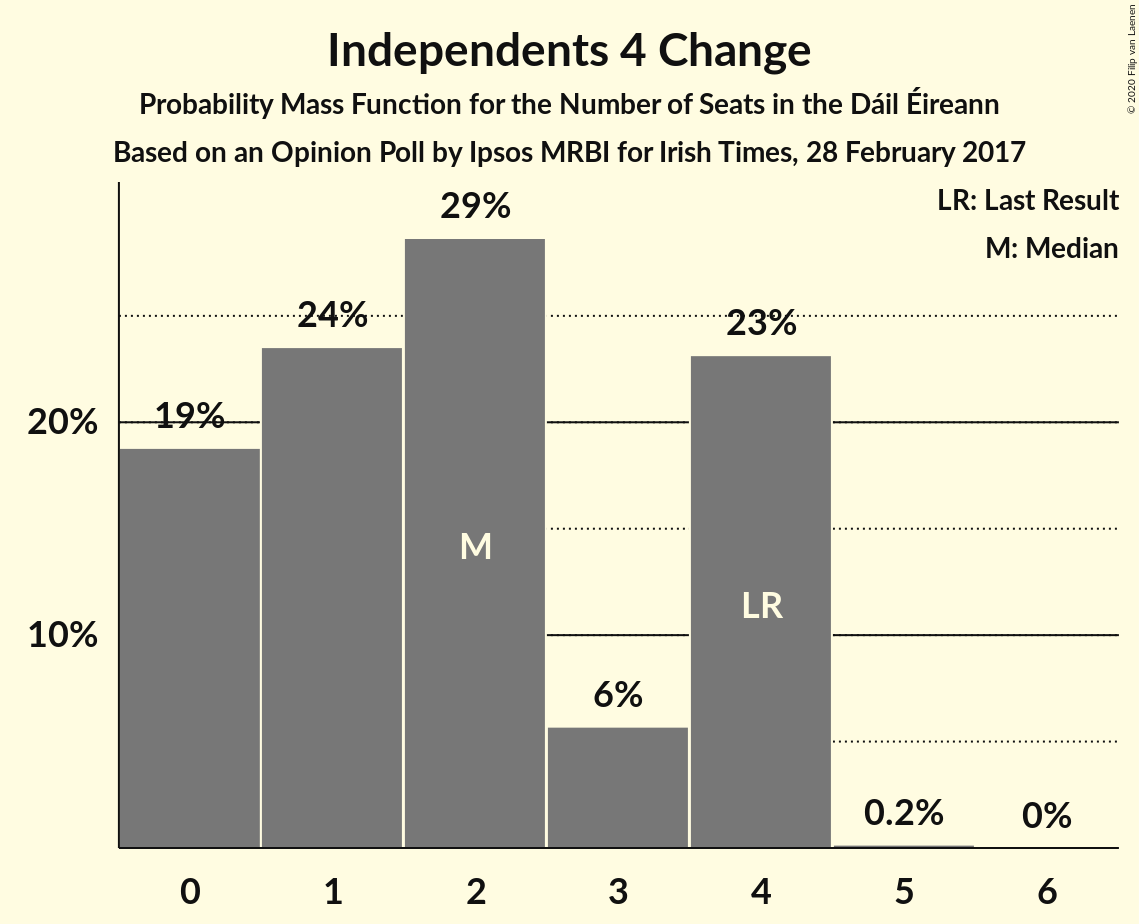 Independents 4 Change
Probability Mass Function for the Number of Seats in the Dáil Éireann
Based on an Opinion Poll by Ipsos MRBI for Irish Times, 28 February 2017
© 2020 Filip van Laenen
LR: Last Result
M: Median
29%
24%
23%
19%
20%
M
LR
10%
6%
0.2%
0%
0 1 2 3 4 5 6